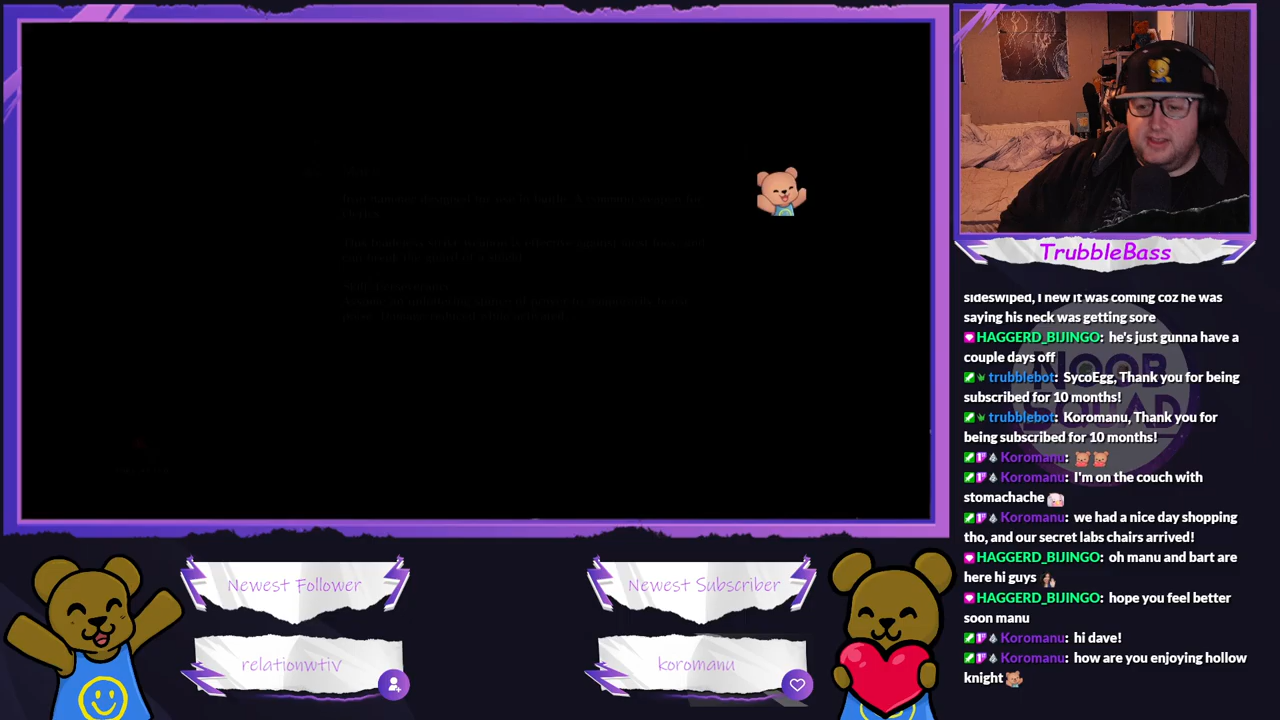 TrubbleBass
sideswiped, I new it was coming coz he was
saying his neck was getting sore
HAGGERD_BIJINGO: he's just gunna have a
couple days off
trubblebot: SycoEgg, Thank you for being
subscribed for 10 months!
trubblebot: Koromanu, Thank you for
being subscribed for 10 months!
Koromanu:
Koromanu: I'm on the couch with
stomachache
Koromanu: we had a nice day shopping
tho, and our secret labs chairs arrived!
HAGGERD_BIJINGO: oh manu and bart are
here hi guys
HAGGERD_BIJINGO: hope you feel better
soon manu
Koromanu: hi dave!
Koromanu: how are you enjoying hollow
knight
NOOB
SQUAD
Newest Follower
relationwtiv
Newest Subscriber
koromanu